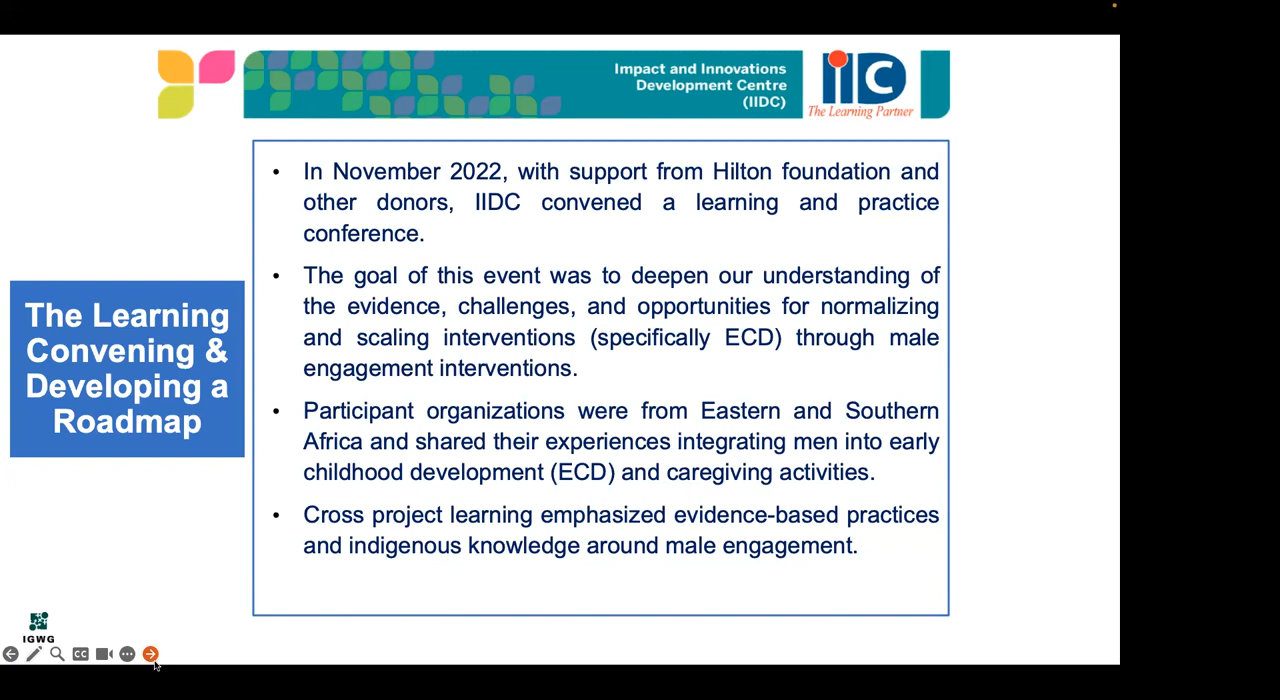 Impact and Innovations
Development Centre
(IIDC)
IIDC
The Learning Partner
The Learning
Convening &
Developing a
Roadmap
• In November 2022, with support from Hilton foundation and
other donors, IIDC convened a learning and practice
conference.
• The goal of this event was to deepen our understanding of
the evidence, challenges, and opportunities for normalizing
and scaling interventions (specifically ECD) through male
engagement interventions.
• Participant organizations were from Eastern and Southern
Africa and shared their experiences integrating men into early
childhood development (ECD) and caregiving activities.
• Cross project learning emphasized evidence-based practices
and indigenous knowledge around male engagement.
IGWG
CC